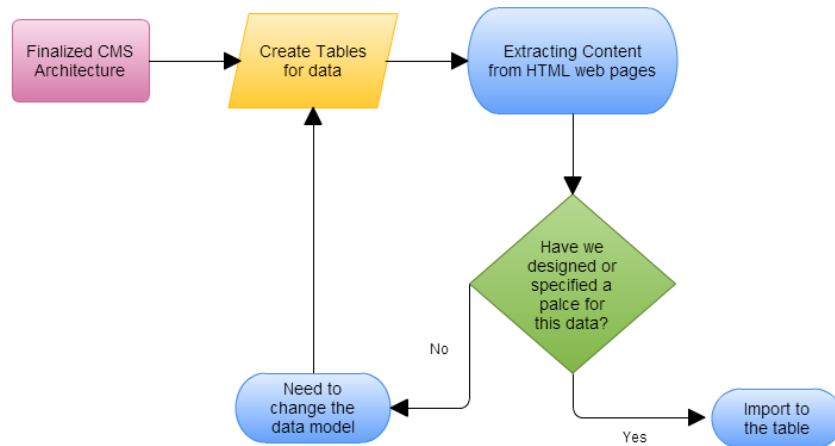 Finalized CMS
Architecture
Create Tables
for data
Extracting Content
from HTML web pages
Have we
designed or
specified a
palce for
this data?
No
Need to
change the
data model
Yes
Import to
the table